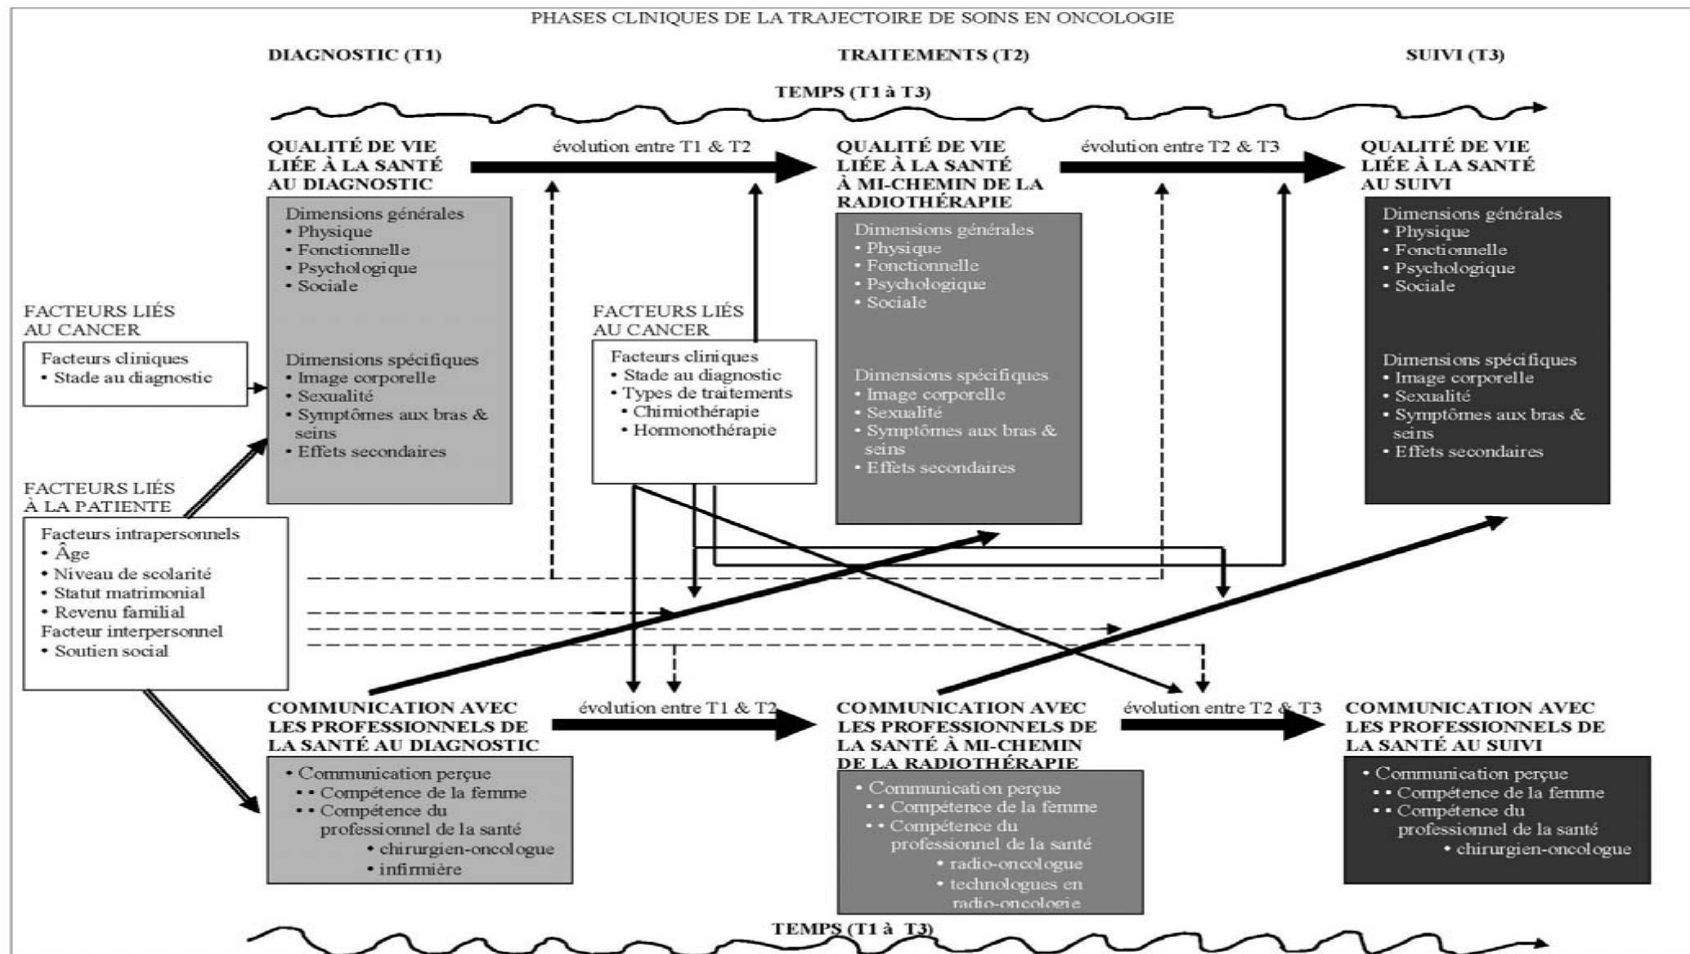 PHASES CLINIQUES DE LA TRAJECTOIRE DE SOINS EN ONCOLOGIE
DIAGNOSTIC (T1)
TRAITEMENTS (T2)
SUIVI (T3)
TEMPS (T1 à T3)
QUALITÉ DE VIE
LIÉE À LA SANTÉ
AU DIAGNOSTIC
évolution entre T1 & T2
QUALITÉ DE VIE
LIÉE À LA SANTÉ
À MI-CHEMIN DE LA
RADIOTHÉRAPIE
évolution entre T2 & T3
QUALITÉ DE VIE
LIÉE À LA SANTÉ
AU SUIVI
Dimensions générales
• Physique
• Fonctionnelle
• Psychologique
• Sociale
Dimensions spécifiques
• Image corporelle
• Sexualité
• Symptômes aux bras &
seins
• Effets secondaires
Dimensions générales
• Physique
• Fonctionnelle
• Psychologique
• Sociale
Dimensions spécifiques
• Image corporelle
• Sexualité
• Symptômes aux bras &
seins
• Effets secondaires
Dimensions générales
• Physique
• Fonctionnelle
• Psychologique
• Sociale
Dimensions spécifiques
• Image corporelle
• Sexualité
• Symptômes aux bras &
seins
• Effets secondaires
FACTEURS LIÉS
AU CANCER
Facteurs cliniques
• Stade au diagnostic
FACTEURS LIÉS
AU CANCER
Facteurs cliniques
• Stade au diagnostic
• Types de traitements
• Chimiothérapie
• Hormonothérapie
FACTEURS LIÉS
À LA PATIENTE
Facteurs intrapersonnels
• Âge
• Niveau de scolarité
• Statut matrimonial
• Revenu familial
Facteur interpersonnel
• Soutien social
COMMUNICATION AVEC
LES PROFESSIONNELS DE
LA SANTÉ AU DIAGNOSTIC
évolution entre T1 & T2
COMMUNICATION AVEC
LES PROFESSIONNELS DE
LA SANTÉ À MI-CHEMIN
DE LA RADIOTHÉRAPIE
évolution entre T2 & T3
COMMUNICATION AVEC
LES PROFESSIONNELS DE
LA SANTÉ AU SUIVI
• Communication perçue
•• Compétence de la femme
•• Compétence du
professionnel de la santé
• chirurgien-oncologue
• infirmière
• Communication perçue
•• Compétence de la femme
•• Compétence du
professionnel de la santé
• radio-oncologue
• technologues en
radio-oncologie
• Communication perçue
•• Compétence de la femme
•• Compétence du
professionnel de la santé
• chirurgien-oncologue
TEMPS (T1 à T3)